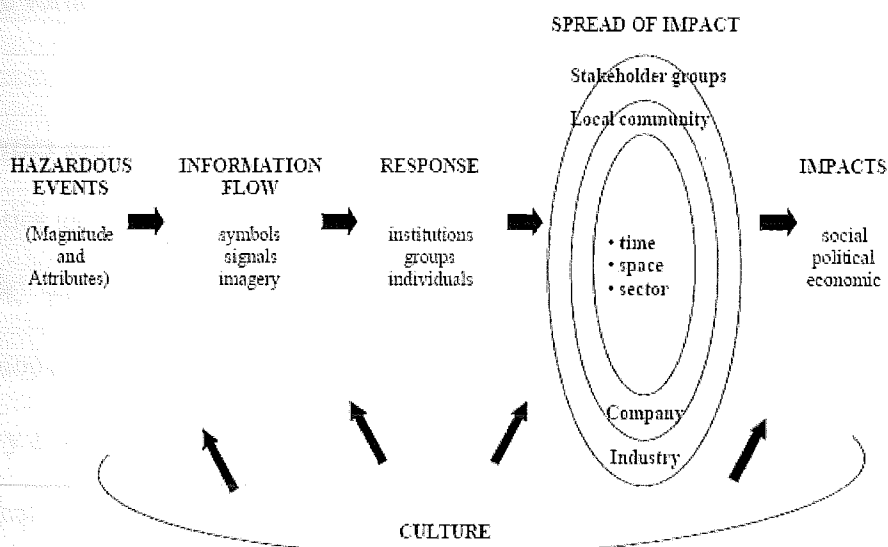 SPREAD OF IMPACT
Stakeholder groups
Local community
HAZARDOUS
EVENTS
(Magnitude
and
Attributes)
INFORMATION
FLOW
symbols
signals
imagery
RESPONSE
institutions
groups
individuals
• time
• space
• sector
Company
Industry
IMPACTS
social
political
economic
CULTURE